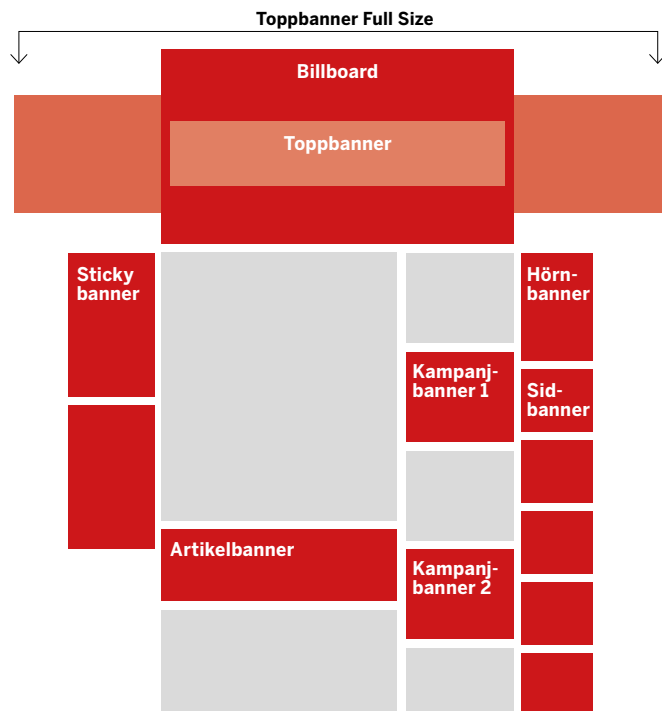 Toppbanner Full Size
Billboard
Toppbanner
Sticky
banner
Hörn-
banner
Kampanj-
banner 1
Sid-
banner
Artikelbanner
Kampanj-
banner 2